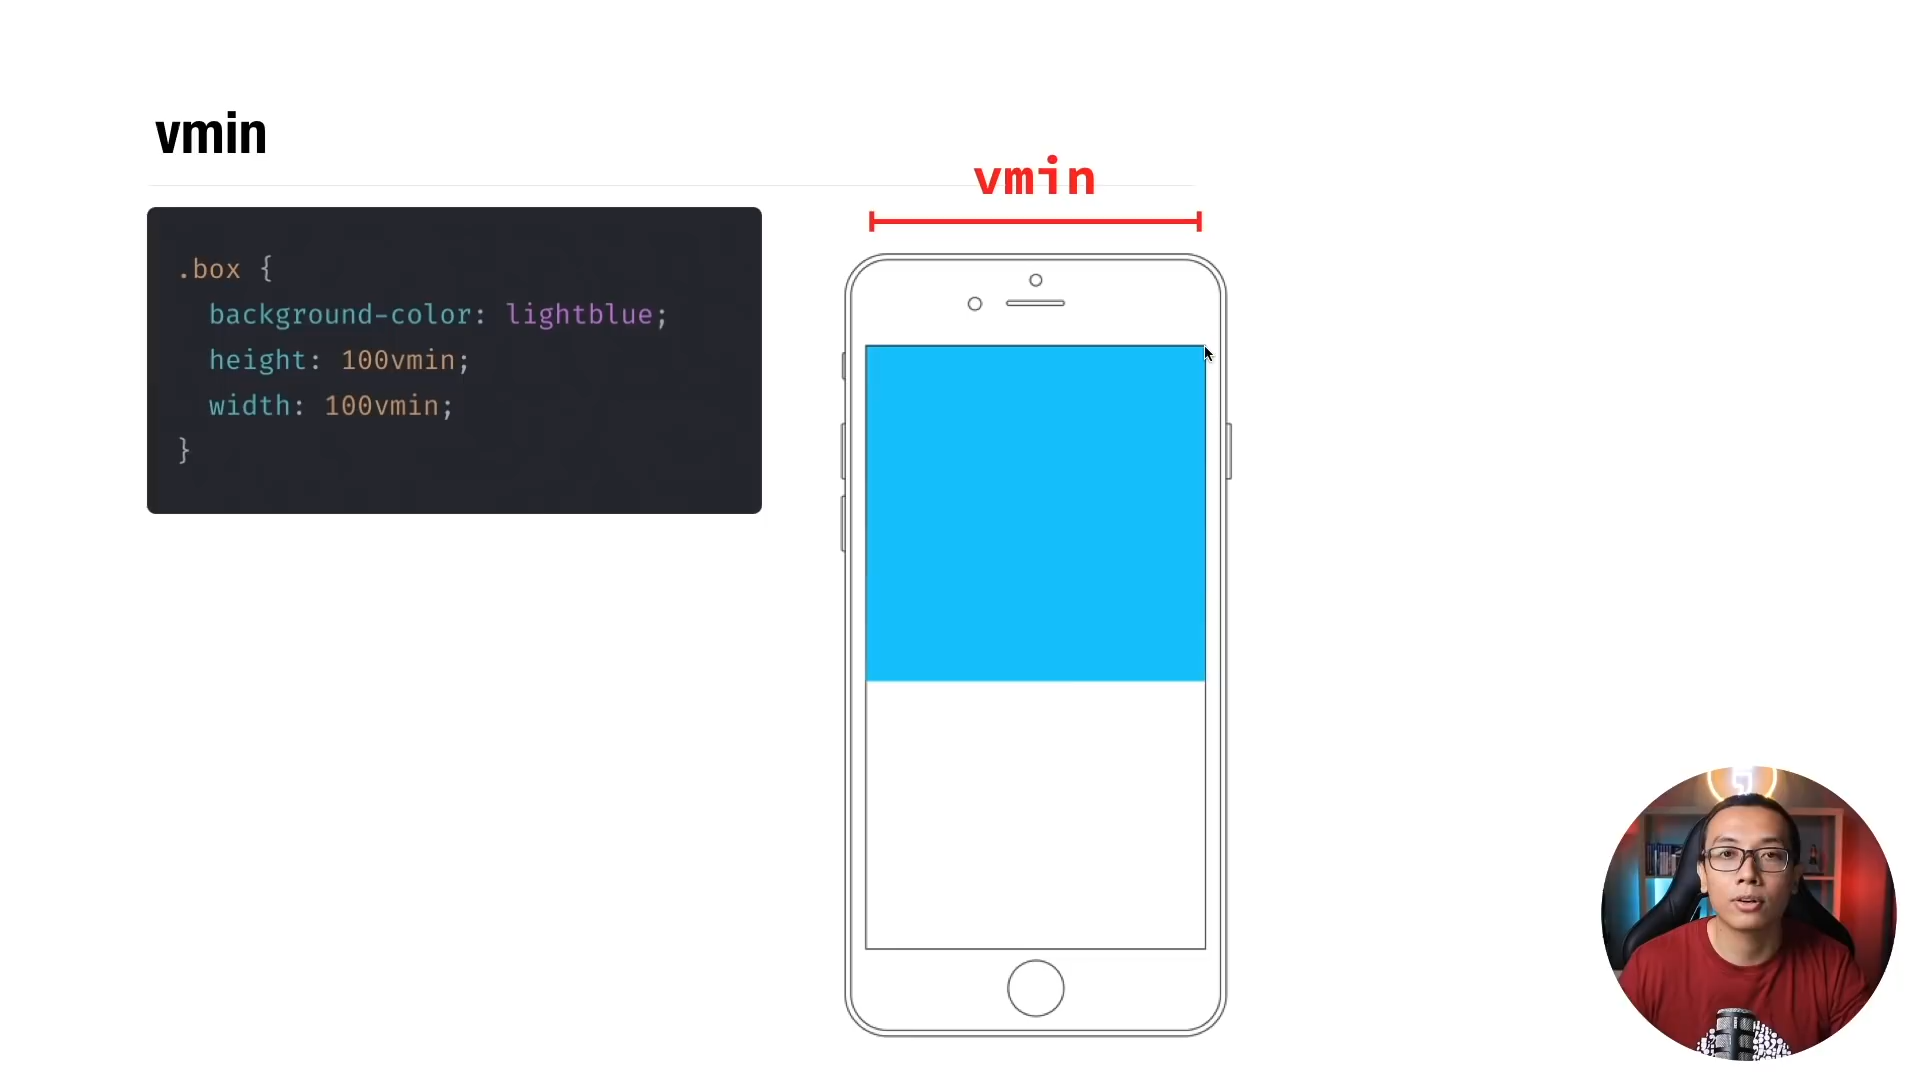 vmin
vmin
.box {
background-color: lightblue;
height: 100vmin;
width: 100vmin;
}